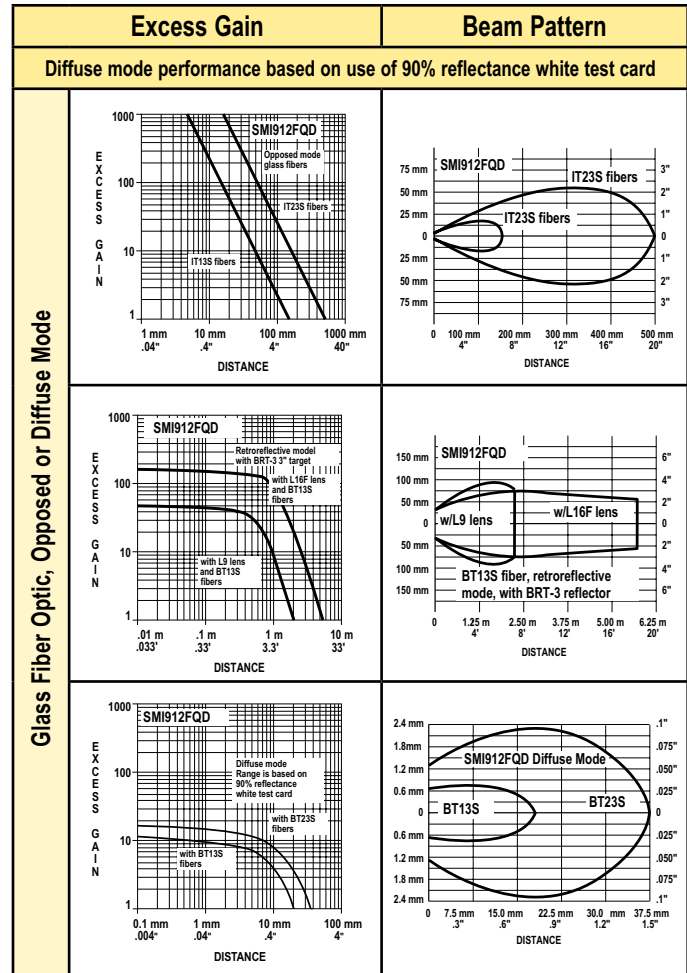 Excess Gain
Beam Pattern
Diffuse mode performance based on use of 90% reflectance white test card
Glass Fiber Optic, Opposed or Diffuse Mode
1000
100
10
1
EXCESS GAIN
SMI912FQD
Opposed mode
glass fibers
IT23S fibers
IT13S fibers
1 mm 10 mm 100 mm 1000 mm
.04" .4" 4" 40"
DISTANCE
75 mm
50 mm
25 mm
0
25 mm
50 mm
75 mm
SMI912FQD
IT23S fibers
IT23S fibers
3"
2"
1"
0
1"
2"
3"
0 100 mm 200 mm 300 mm 400 mm 500 mm
4" 8" 12" 16" 20"
DISTANCE
1000
100
10
1
EXCESS GAIN
SMI912FQD
Retroreflective model
with BRT-3 3" target
with L16F lens
and BT13S
fibers
with L9 lens
and BT13S
fibers
.01 m .1 m 1 m 10 m
.033' .33' 3.3' 33'
DISTANCE
150 mm
100 mm
50 mm
0
50 mm
100 mm
150 mm
SMI912FQD
w/L9 lens
w/L16F lens
BT13S fiber, retroreflective
mode, with BRT-3 reflector
6"
4"
2"
0
2"
4"
6"
0 1.25 m 2.50 m 3.75 m 5.00 m 6.25 m
4' 8' 12' 16' 20'
DISTANCE
1000
100
10
1
EXCESS GAIN
SMI912FQD
Diffuse mode
Range is based on
90% reflectance
white test card
with BT23S
fibers
with BT13S
fibers
0.1 mm 1 mm 10 mm 100 mm
.004" .04" .4" 4"
DISTANCE
2.4 mm
1.8mm
1.2 mm
0.6 mm
0
0.6 mm
1.2 mm
1.8 mm
2.4 mm
SMI912FQD Diffuse Mode
BT13S
BT23S
.1"
.075"
.050"
.025"
0
.025"
.050"
.075"
.1"
0 7.5 mm 15.0 mm 22.5 mm 30.0 mm 37.5 mm
.3" .6" .9" 1.2" 1.5"
DISTANCE